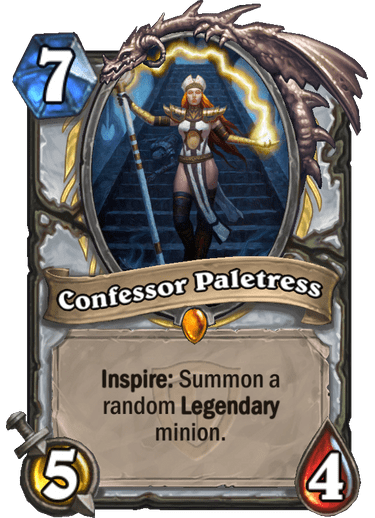 7
Confessor Paletress
Inspire: Summon a
random Legendary
minion.
5
4